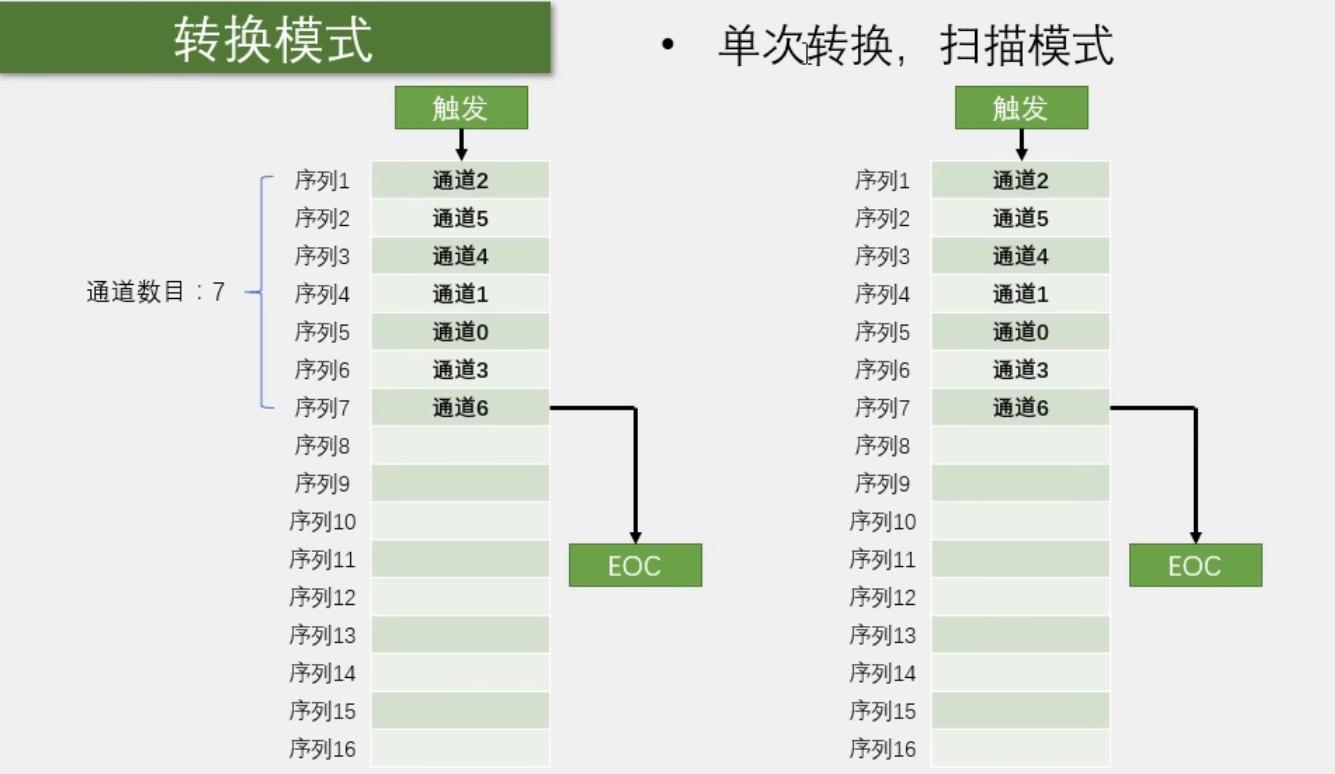 转换模式
• 单次转换，扫描模式
触发
触发
序列1 通道2
序列2 通道5
序列3 通道4
序列4 通道1
序列5 通道0
序列6 通道3
序列7 通道6
序列8
序列9
序列10
序列11
序列12
序列13
序列14
序列15
序列16
通道数目：7
EOC
序列1 通道2
序列2 通道5
序列3 通道4
序列4 通道1
序列5 通道0
序列6 通道3
序列7 通道6
序列8
序列9
序列10
序列11
序列12
序列13
序列14
序列15
序列16
EOC